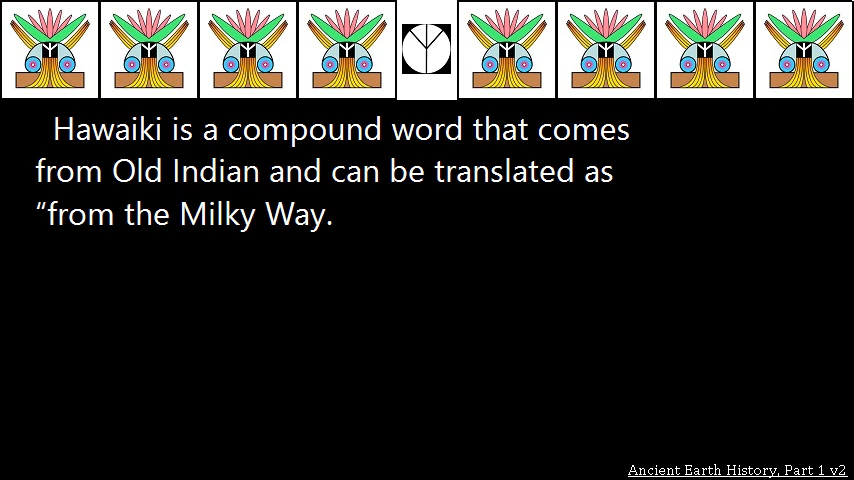 Hawaiki is a compound word that comes
from Old Indian and can be translated as
“from the Milky Way.
Ancient Earth History, Part 1 v2